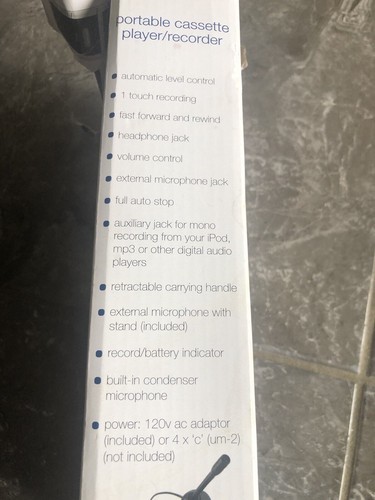 portable cassette
player/recorder
automatic level control
1 touch recording
fast forward and rewind
headphone jack
volume control
external microphone jack
full auto stop
auxiliary jack for mono
recording from your iPod,
mp3 or other digital audio
players
retractable carrying handle
external microphone with
stand (included)
record/battery indicator
built-in condenser
microphone
power: 120v ac adaptor
(included) or 4 x 'c' (um-2)
(not included)